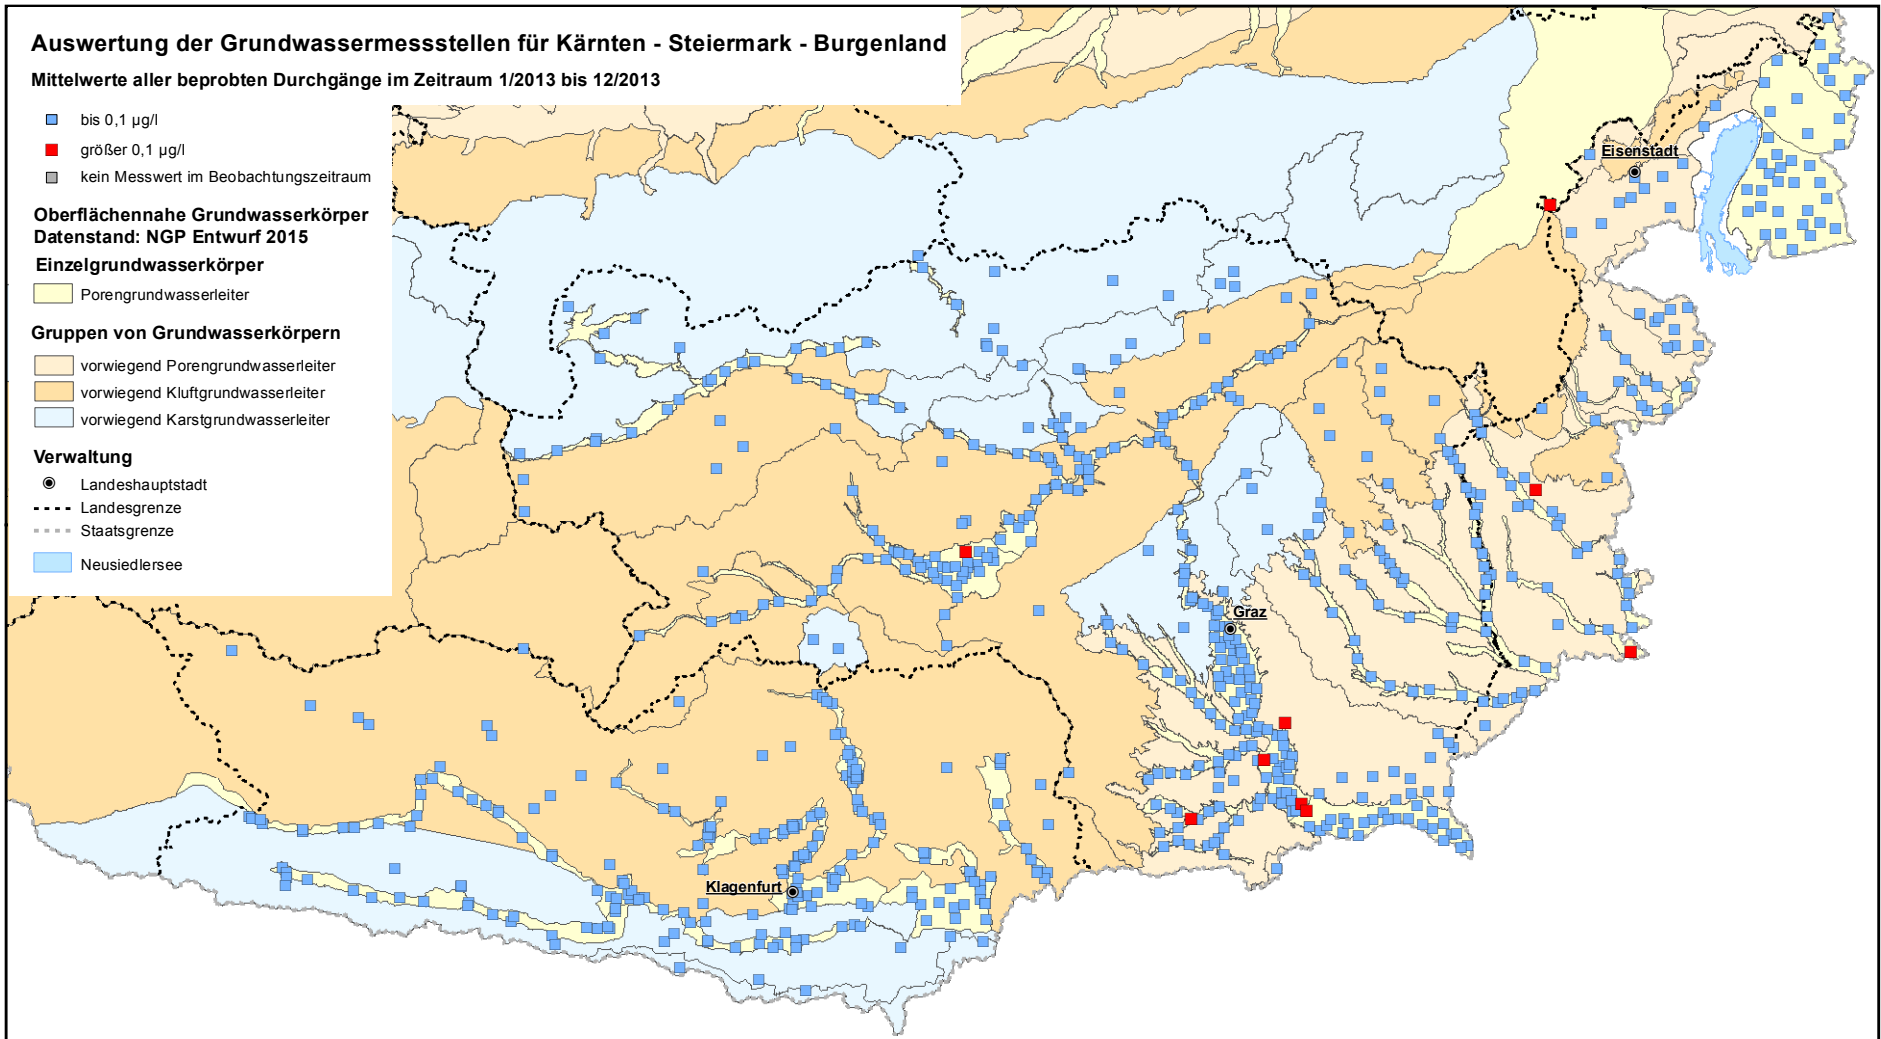 Auswertung der Grundwassermessstellen für Kärnten - Steiermark - Burgenland
Mittelwerte aller beprobten Durchgänge im Zeitraum 1/2013 bis 12/2013
bis 0,1 µg/l
größer 0,1 µg/l
kein Messwert im Beobachtungszeitraum
Oberflächennahe Grundwasserkörper
Datenstand: NGP Entwurf 2015
Einzelgrundwasserkörper
Porengrundwasserleiter
Gruppen von Grundwasserkörpern
vorwiegend Porengrundwasserleiter
vorwiegend Kluftgrundwasserleiter
vorwiegend Karstgrundwasserleiter
Verwaltung
Landeshauptstadt
Landesgrenze
Staatsgrenze
Neusiedlersee
Eisenstadt
Graz
Klagenfurt